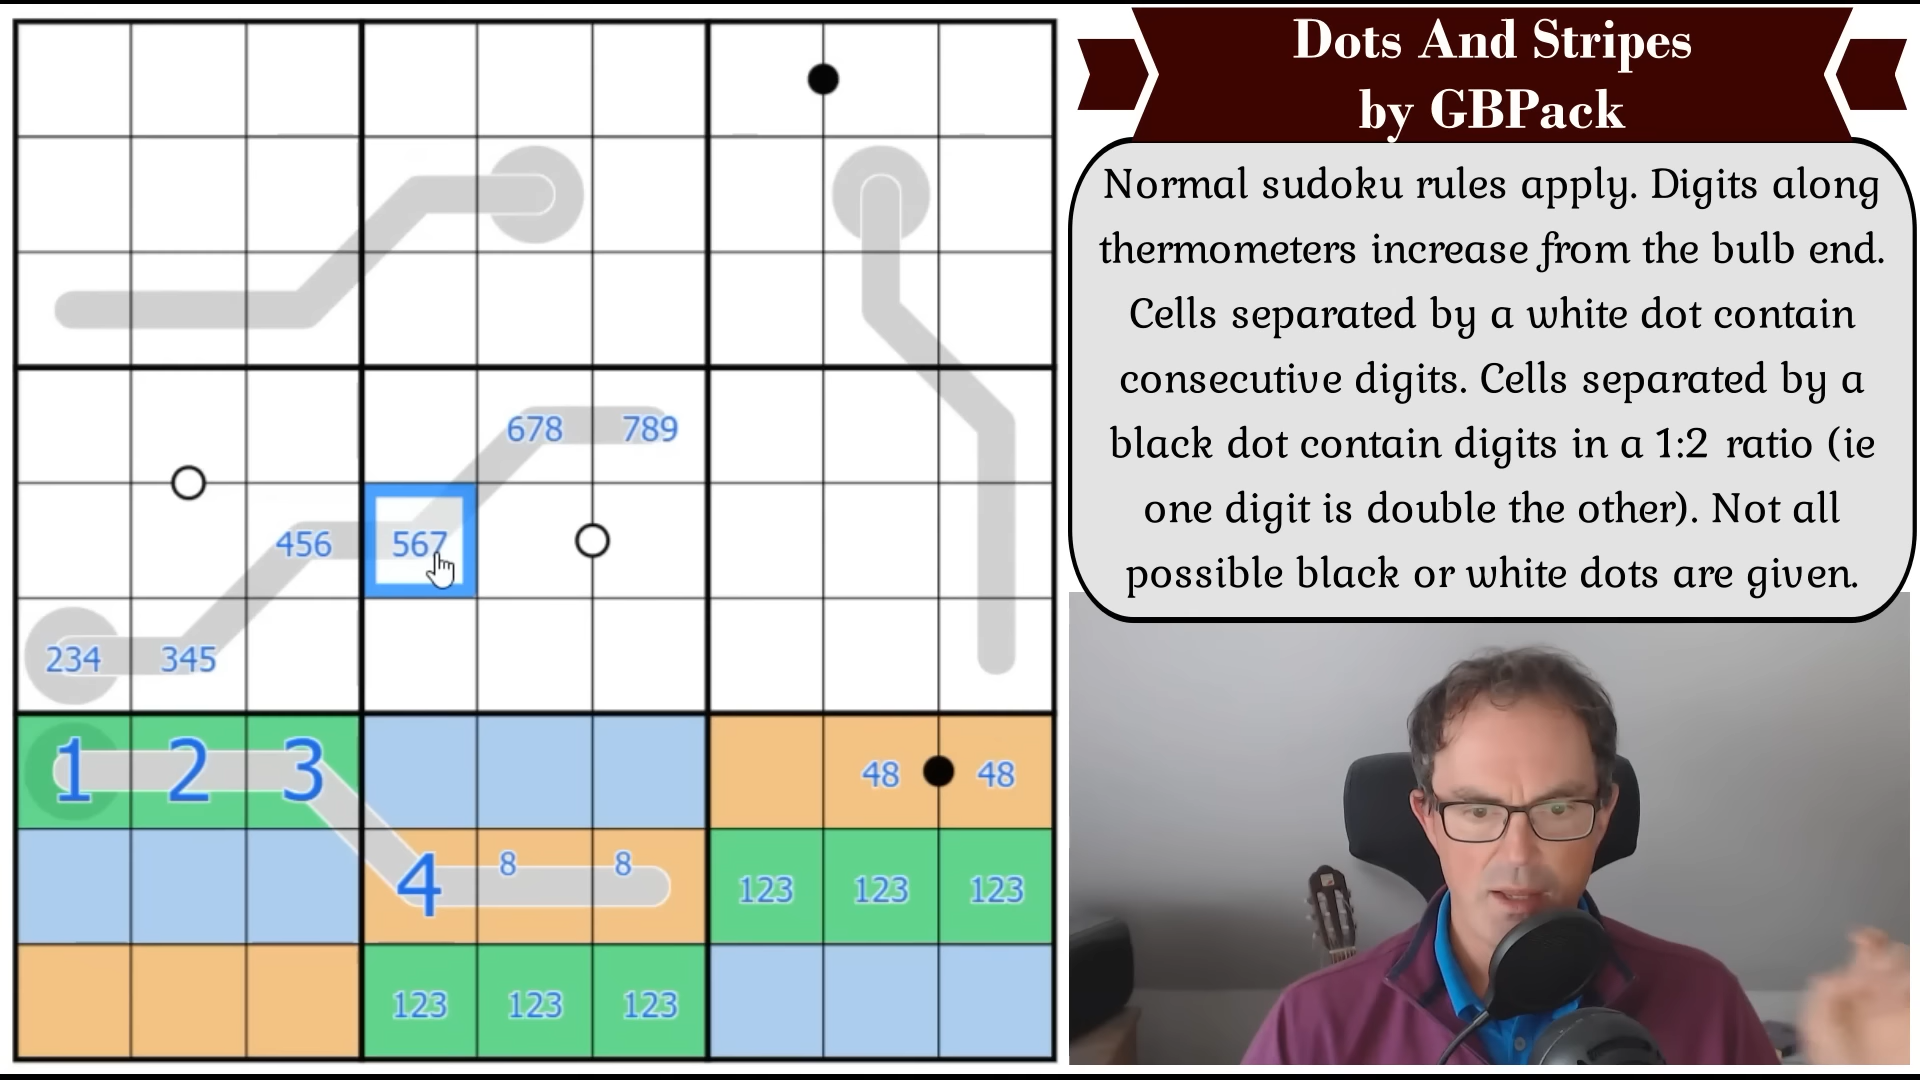 Dots And Stripes
by GBPack
Normal sudoku rules apply. Digits along
thermometers increase from the bulb end.
Cells separated by a white dot contain
consecutive digits. Cells separated by a
black dot contain digits in a 1:2 ratio (ie
one digit is double the other). Not all
possible black or white dots are given.
678 789
456 567
234 345
1 2 3 48 48
4 8 8 123 123 123
123 123 123